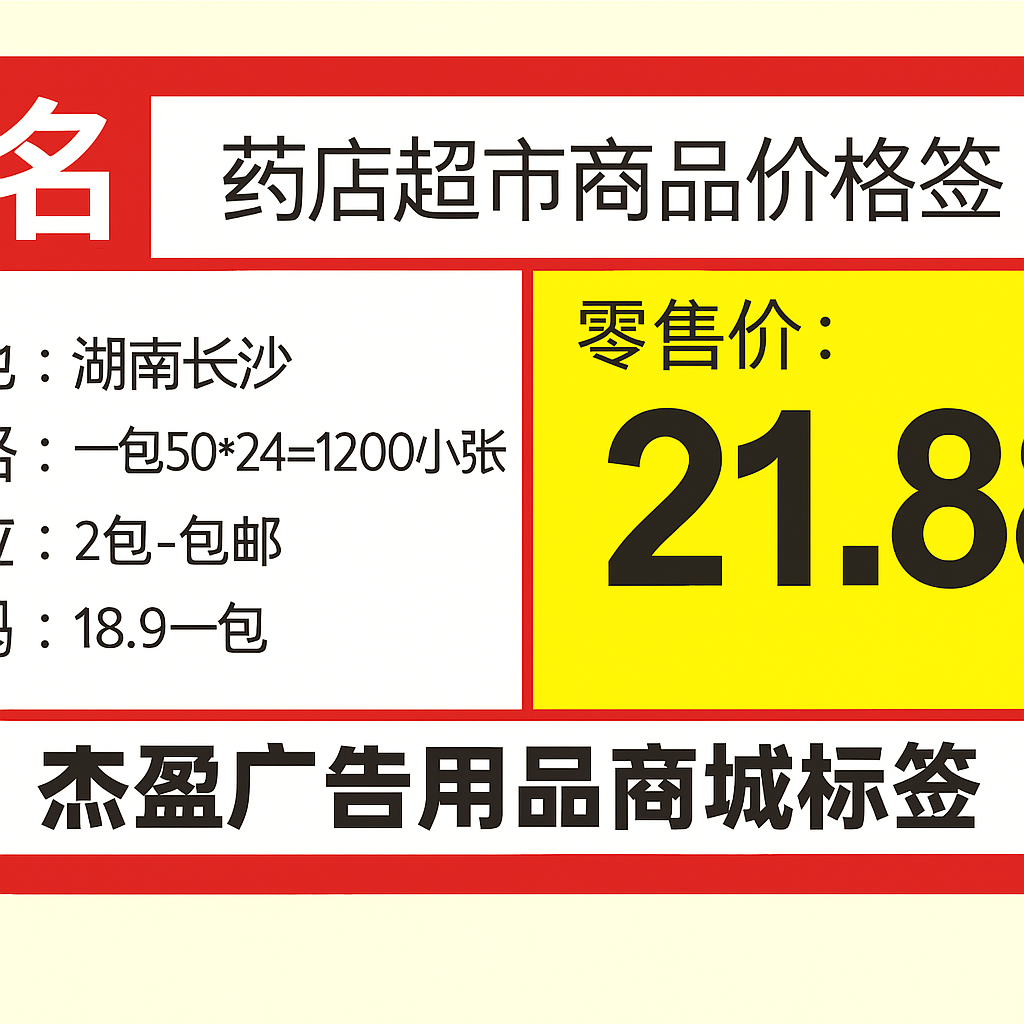 名 药店超市商品价格签
：湖南长沙
：一包50*24=1200小张
：2包-包邮
：18.9一包
零售价：
21.8
杰盈广告用品商城标签